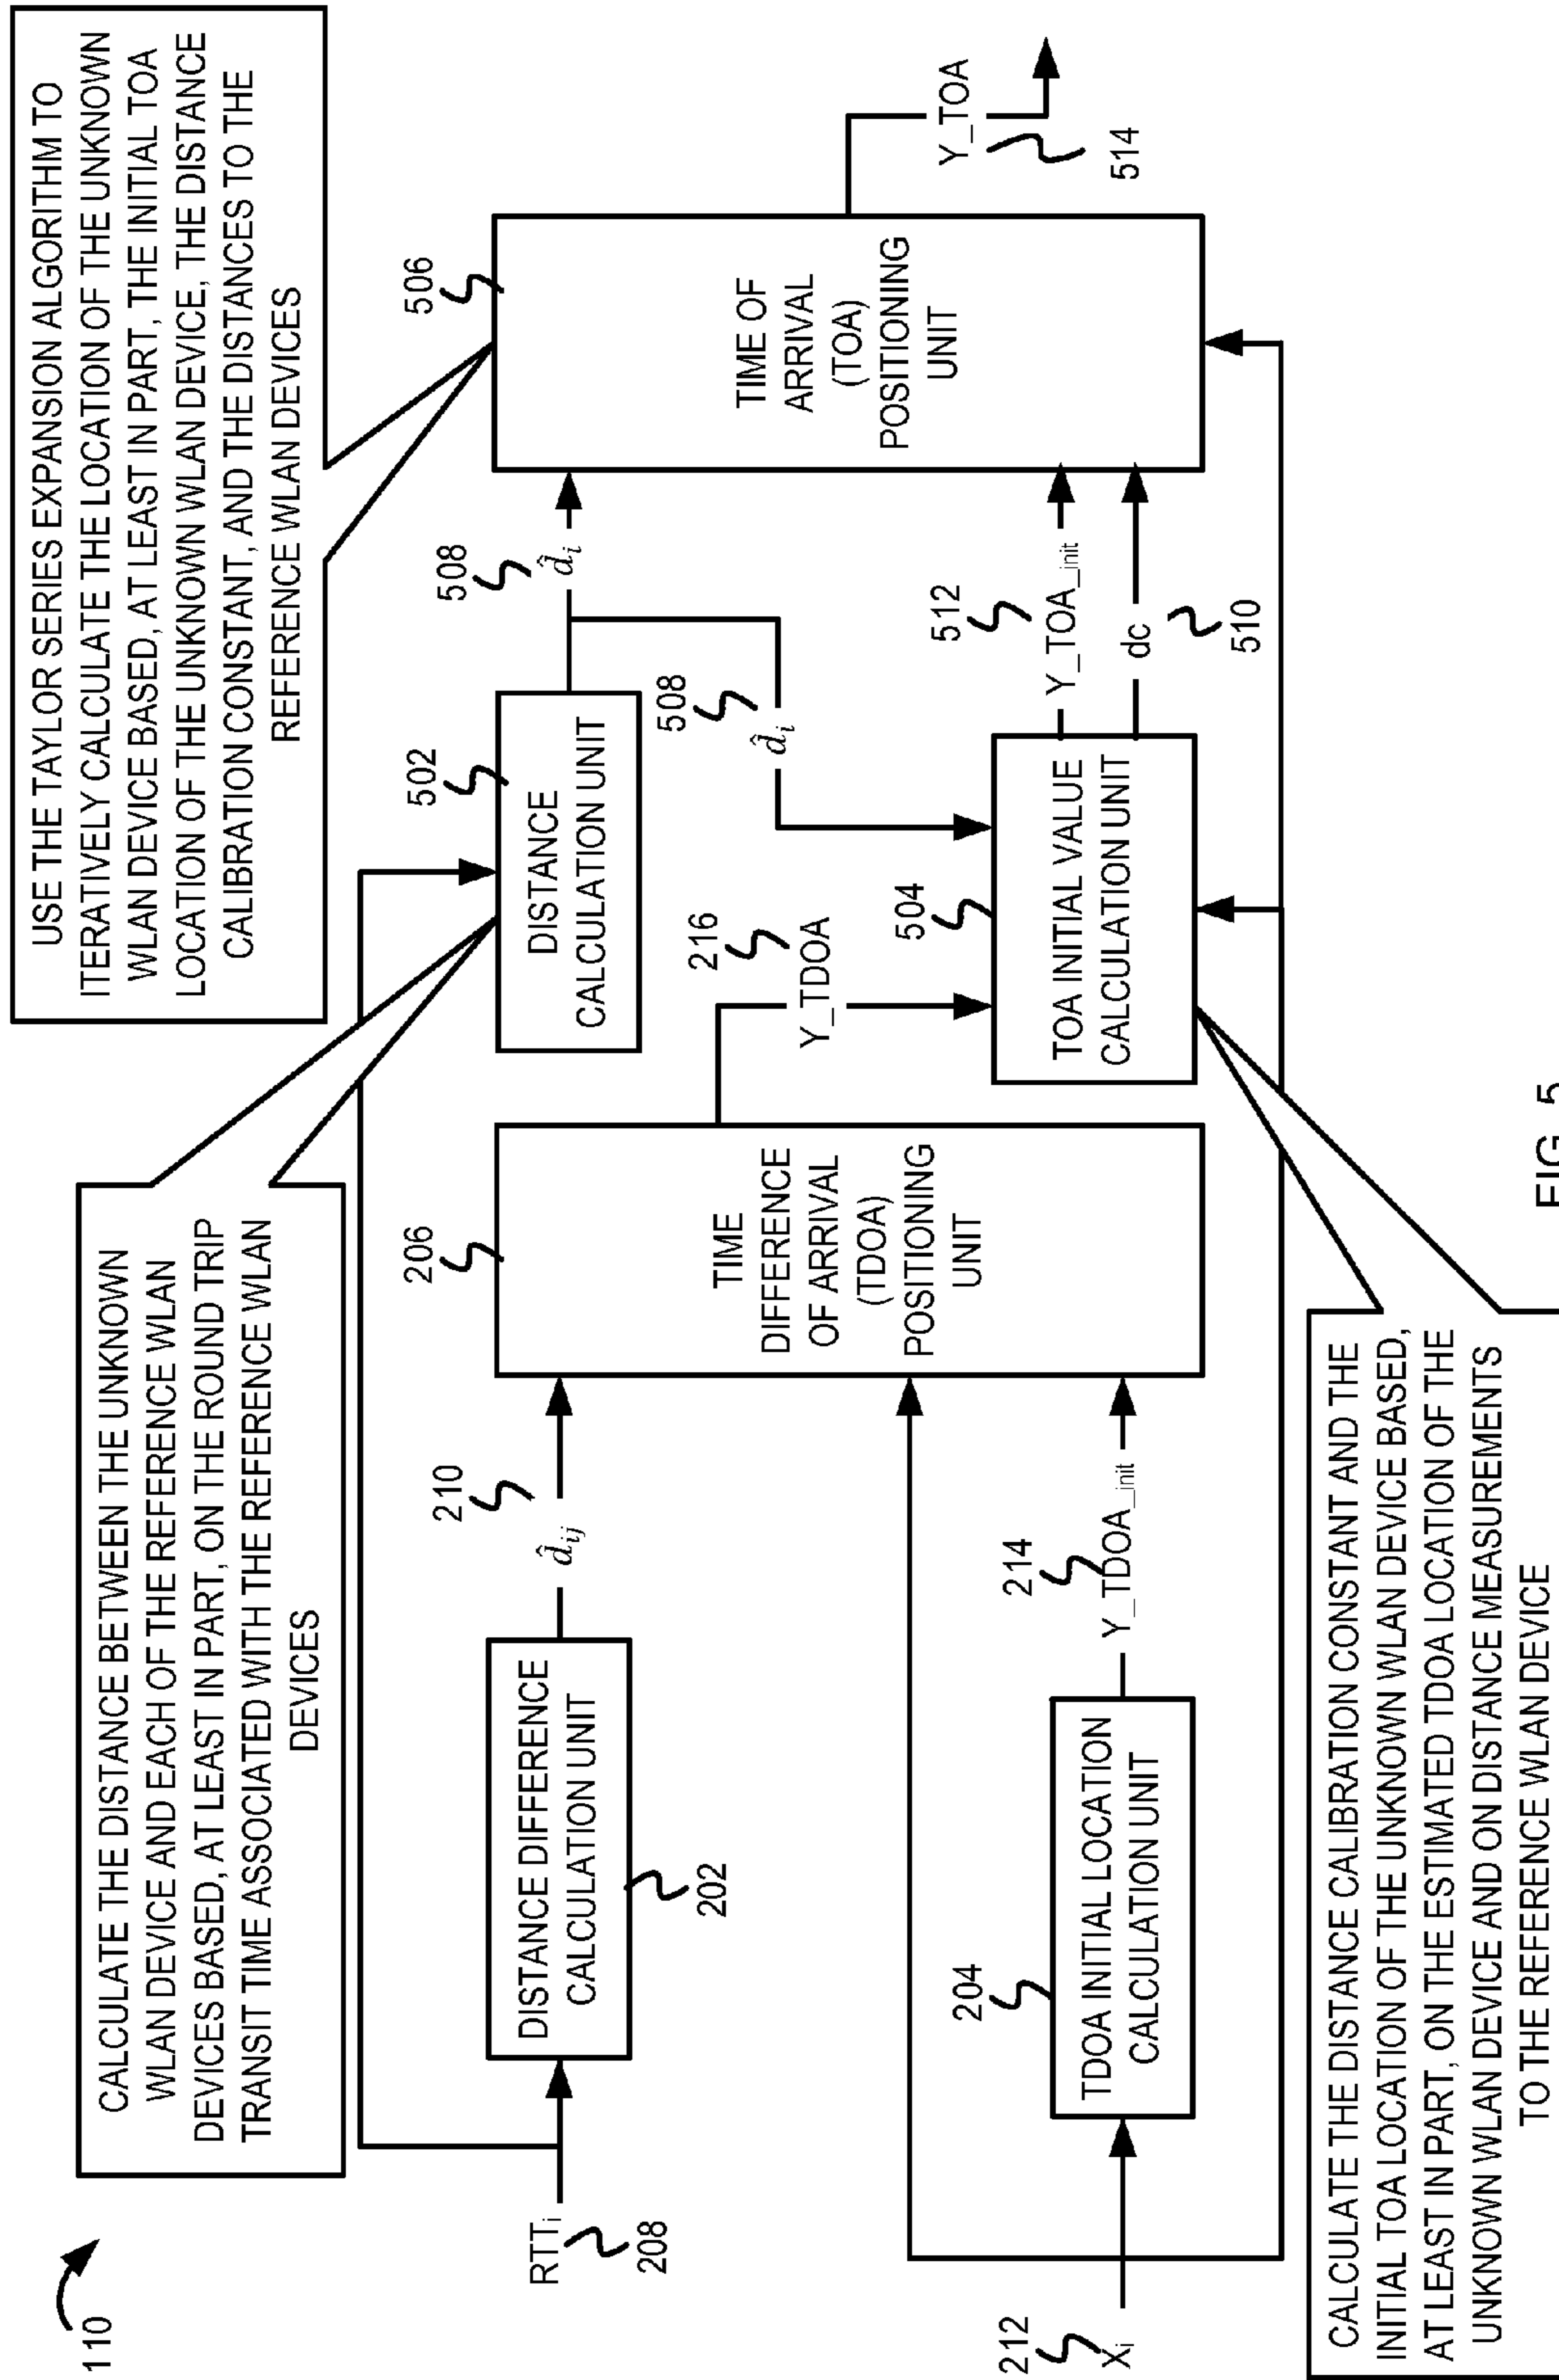 110
CALCULATE THE DISTANCE BETWEEN THE UNKNOWN
WLAN DEVICE AND EACH OF THE REFERENCE WLAN
DEVICES BASED, AT LEAST IN PART, ON THE ROUND TRIP
TRANSIT TIME ASSOCIATED WITH THE REFERENCE WLAN
DEVICES
USE THE TAYLOR SERIES EXPANSION ALGORITHM TO
ITERATIVELY CALCULATE THE LOCATION OF THE UNKNOWN
WLAN DEVICE BASED, AT LEAST IN PART, THE INITIAL TOA
LOCATION OF THE UNKNOWN WLAN DEVICE, THE DISTANCE
CALIBRATION CONSTANT, AND THE DISTANCES TO THE
REFERENCE WLAN DEVICES
RTTᵢ
208
DISTANCE DIFFERENCE
CALCULATION UNIT
202
210
d̂ᵢⱼ
206
TIME
DIFFERENCE
OF ARRIVAL
(TDOA)
POSITIONING
UNIT
502
DISTANCE
CALCULATION UNIT
508
d̂ᵢ
508
d̂ᵢ
506
TIME OF
ARRIVAL
(TOA)
POSITIONING
UNIT
Y_TOA
514
216
Y_TDOA
212
Xᵢ
204
TDOA INITIAL LOCATION
CALCULATION UNIT
214
Y_TDOA_init
504
TOA INITIAL VALUE
CALCULATION UNIT
512
Y_TOA_init
dc
510
CALCULATE THE DISTANCE CALIBRATION CONSTANT AND THE
INITIAL TOA LOCATION OF THE UNKNOWN WLAN DEVICE BASED,
AT LEAST IN PART, ON THE ESTIMATED TDOA LOCATION OF THE
UNKNOWN WLAN DEVICE AND ON DISTANCE MEASUREMENTS
TO THE REFERENCE WLAN DEVICE
FIG. 5